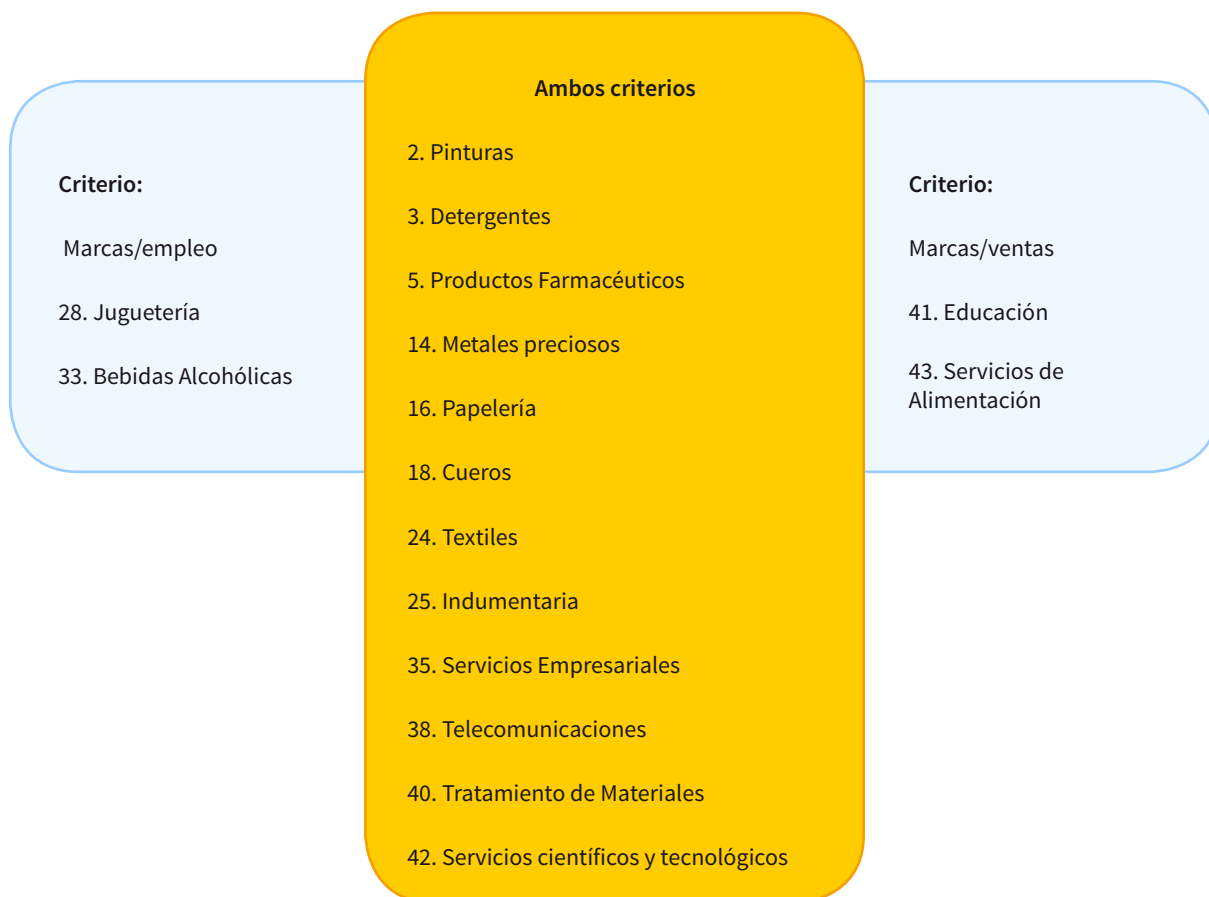 Criterio:
Marcas/empleo
28. Juguetería
33. Bebidas Alcohólicas
Ambos criterios
2. Pinturas
3. Detergentes
5. Productos Farmacéuticos
14. Metales preciosos
16. Papelería
18. Cueros
24. Textiles
25. Indumentaria
35. Servicios Empresariales
38. Telecomunicaciones
40. Tratamiento de Materiales
42. Servicios científicos y tecnológicos
Criterio:
Marcas/ventas
41. Educación
43. Servicios de
Alimentación